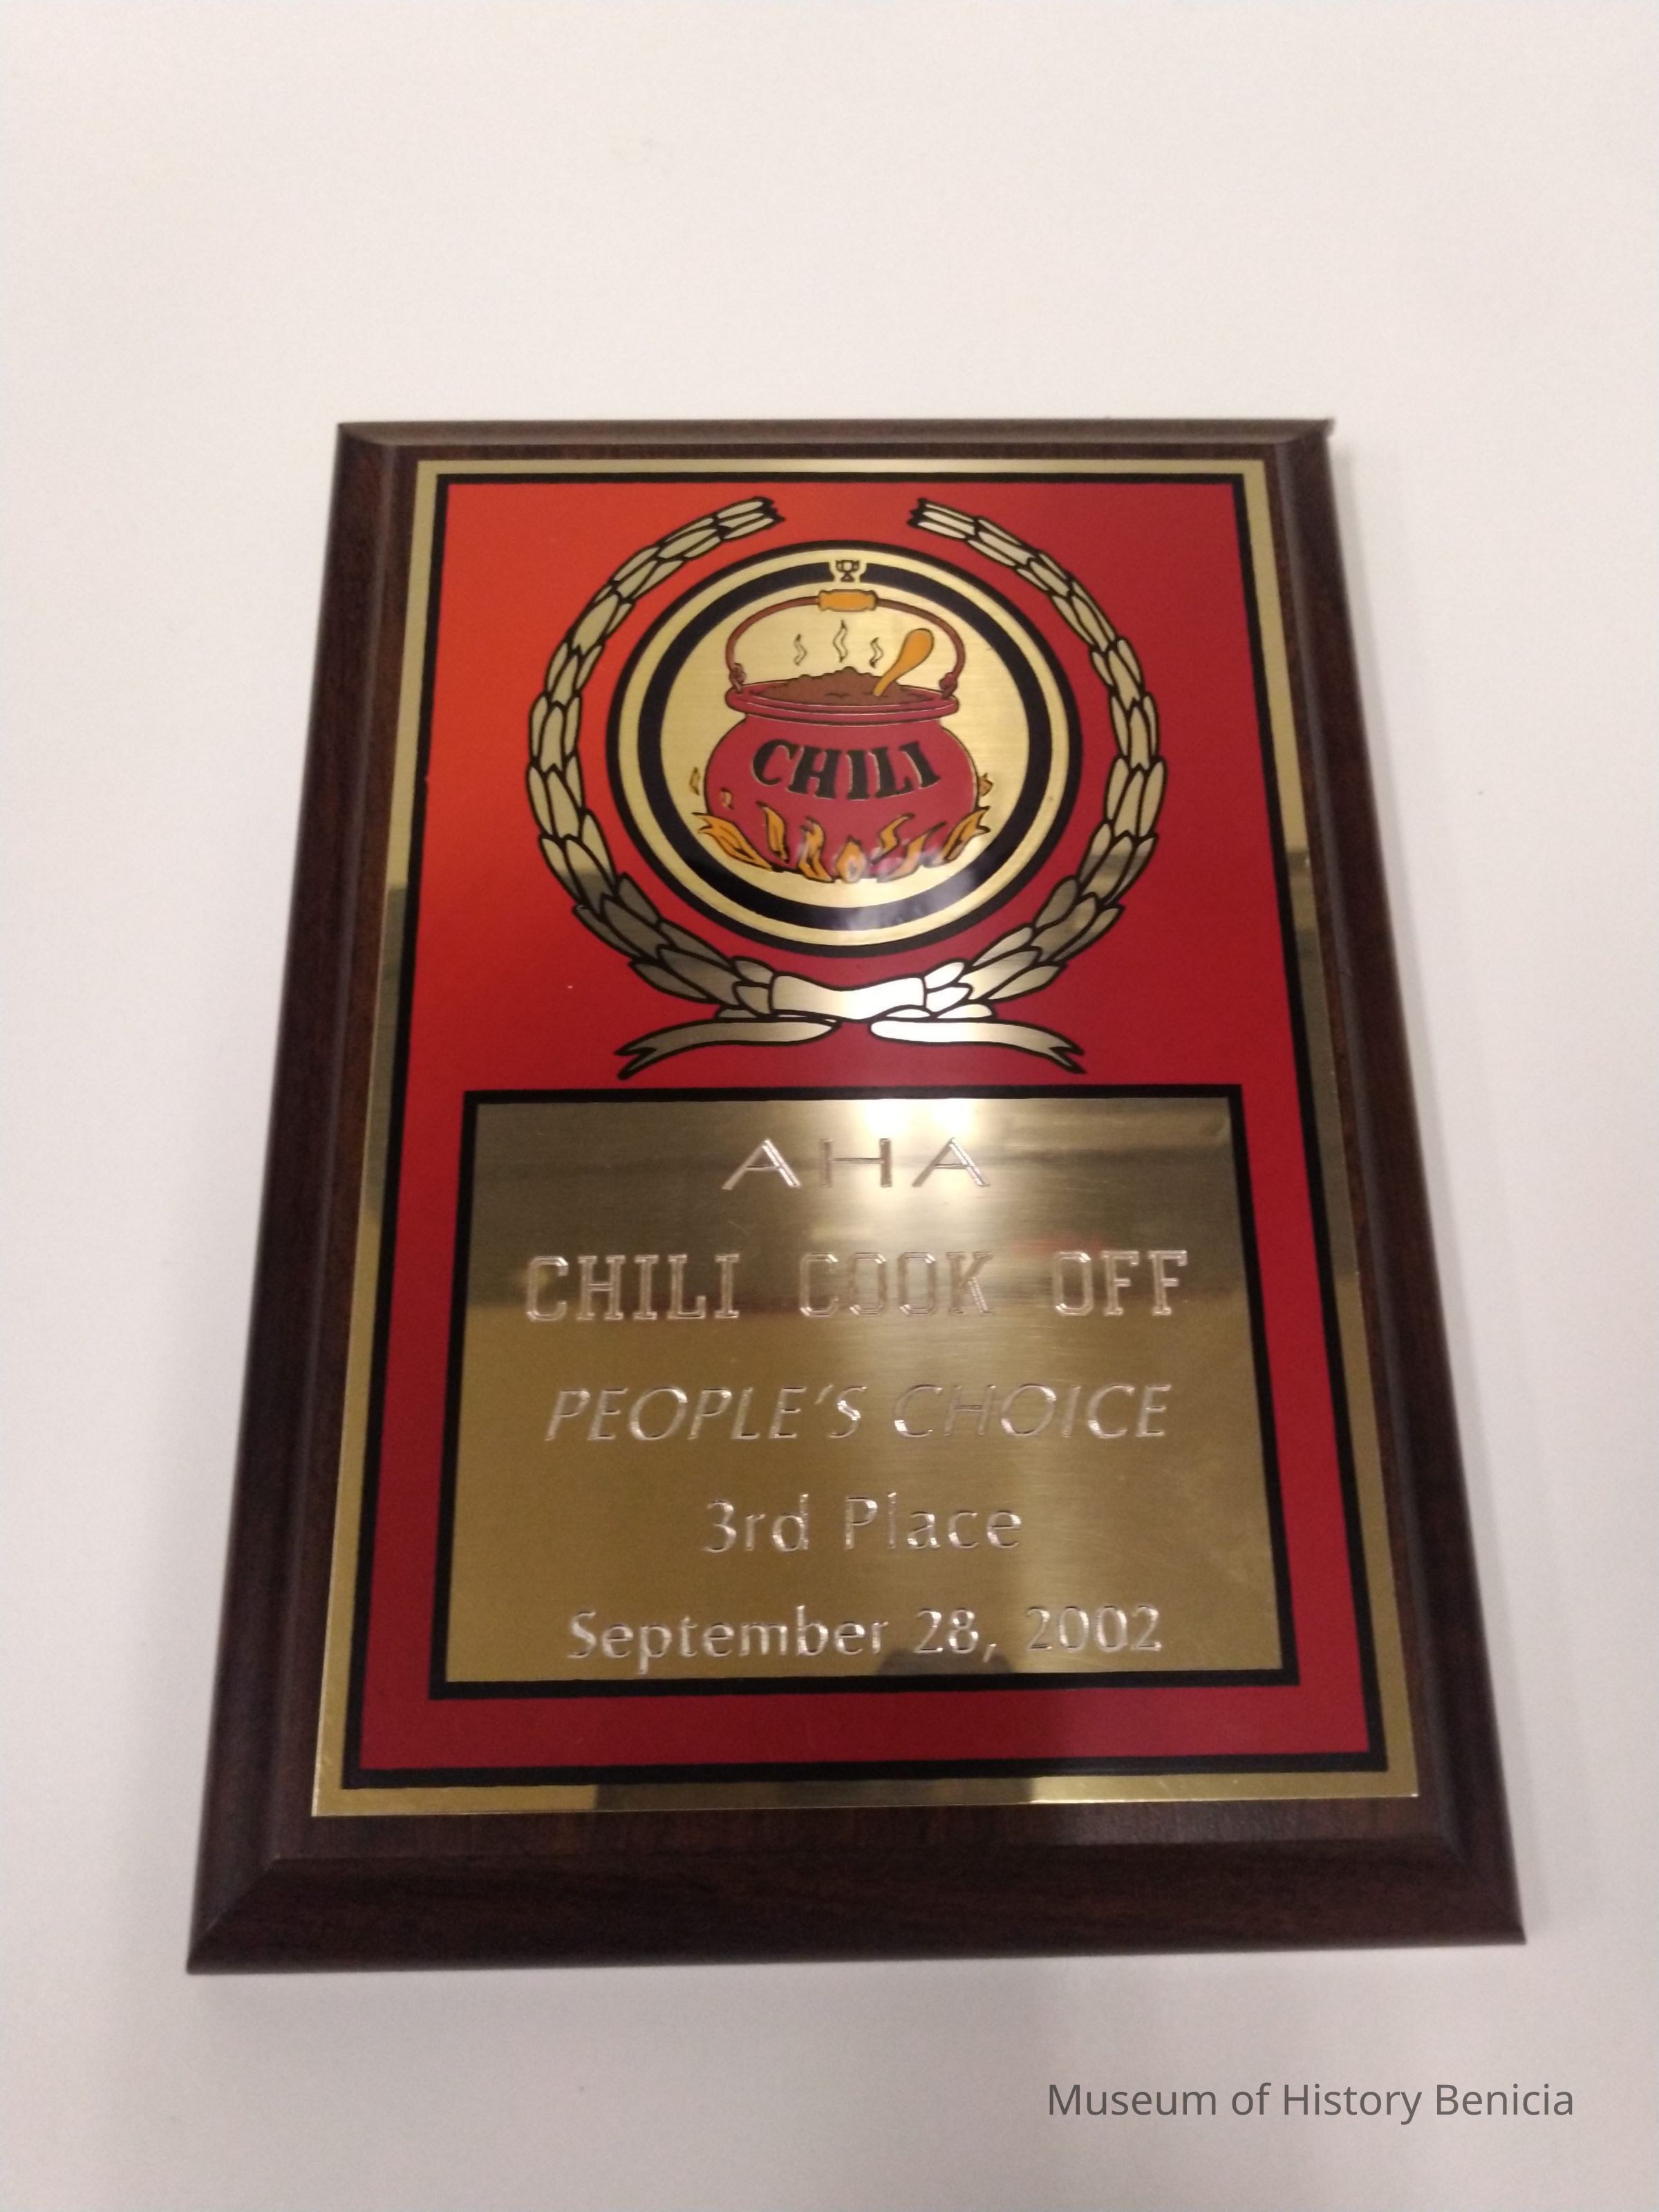 CHILI
AHA
CHILI COOK OFF
PEOPLE'S CHOICE
3rd Place
September 28, 2002
Museum of History Benicia